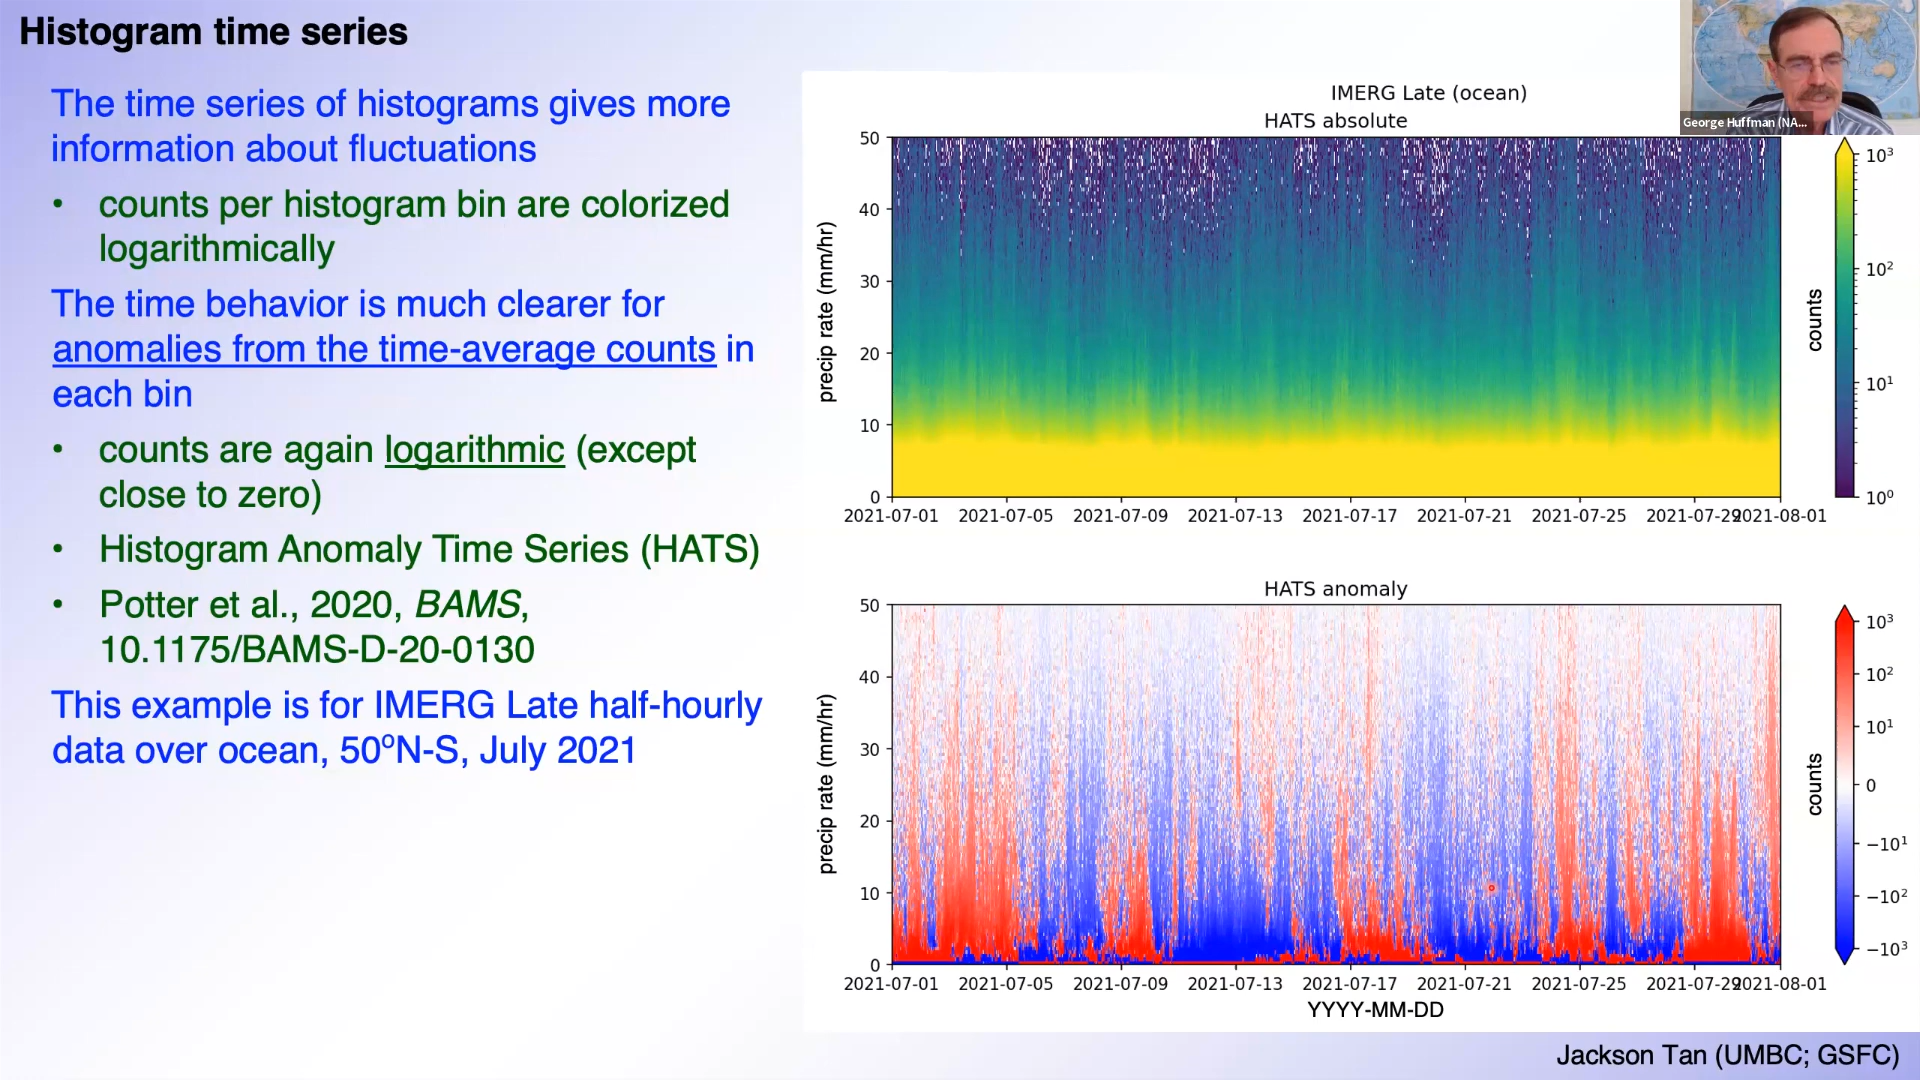 Histogram time series
The time series of histograms gives more
information about fluctuations
• counts per histogram bin are colorized
logarithmically
The time behavior is much clearer for
anomalies from the time-average counts in
each bin
• counts are again logarithmic (except
close to zero)
• Histogram Anomaly Time Series (HATS)
• Potter et al., 2020, BAMS,
10.1175/BAMS-D-20-0130
This example is for IMERG Late half-hourly
data over ocean, 50ºN-S, July 2021
IMERG Late (ocean)
HATS absolute
50
40
30
20
10
0
precip rate (mm/hr)
2021-07-01 2021-07-05 2021-07-09 2021-07-13 2021-07-17 2021-07-21 2021-07-25 2021-07-29 2021-08-01
10³
10²
10¹
10⁰
counts
HATS anomaly
50
40
30
20
10
0
precip rate (mm/hr)
2021-07-01 2021-07-05 2021-07-09 2021-07-13 2021-07-17 2021-07-21 2021-07-25 2021-07-29 2021-08-01
YYYY-MM-DD
10³
10²
10¹
0
−10¹
−10²
−10³
counts
George Huffman (NA...
Jackson Tan (UMBC; GSFC)